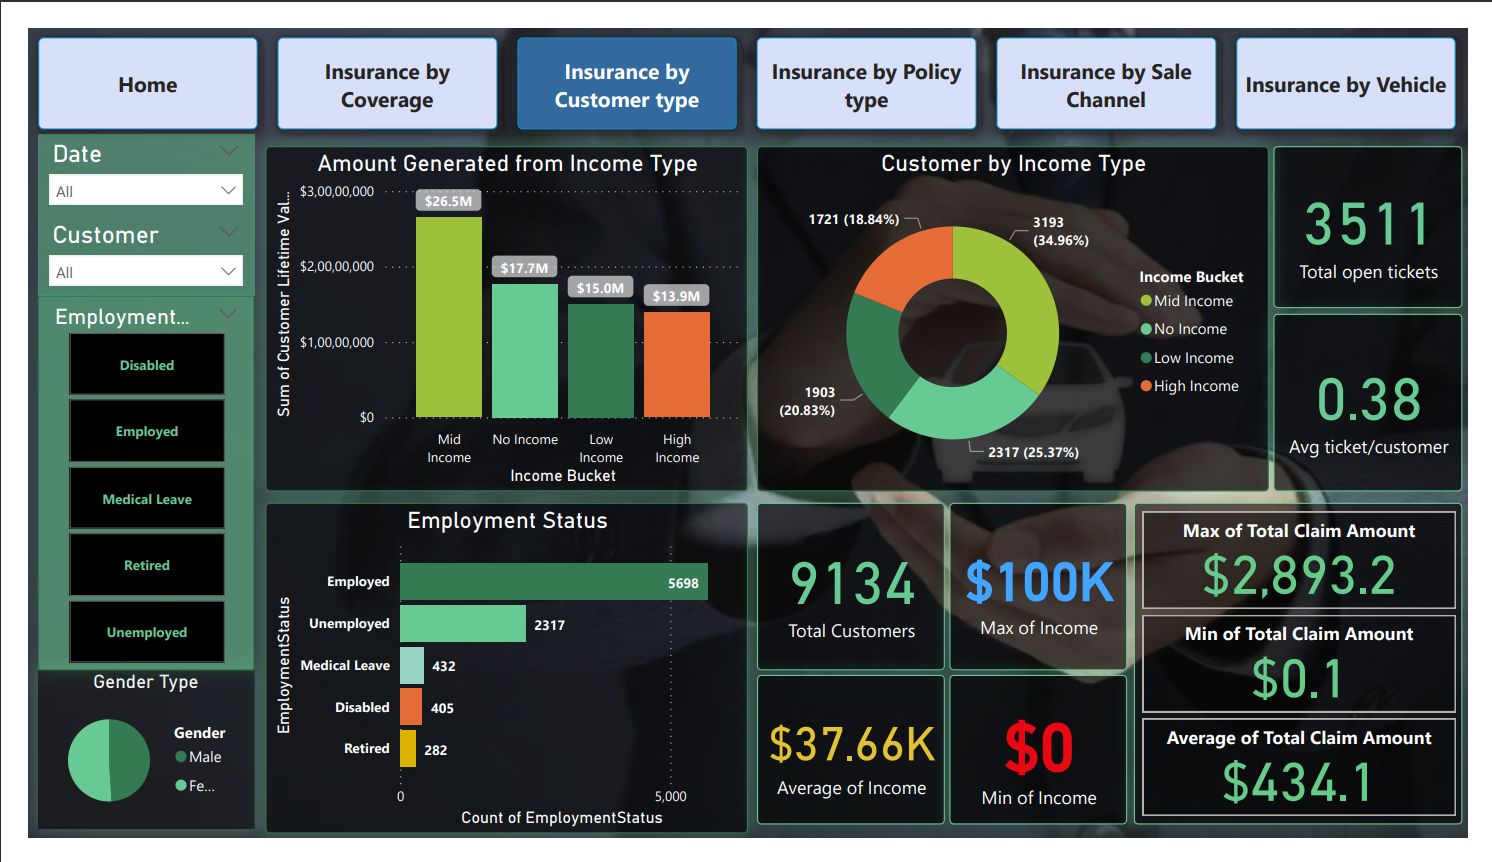 Home
Insurance by
Coverage
Insurance by
Customer type
Insurance by Policy
type
Insurance by Sale
Channel
Insurance by Vehicle
Date
All
Customer
All
Employment...
Disabled
Employed
Medical Leave
Retired
Unemployed
Gender Type
Gender
Male
Fe...
Amount Generated from Income Type
Sum of Customer Lifetime Val...
$3,00,00,000
$2,00,00,000
$1,00,00,000
$0
$26.5M
$17.7M
$15.0M
$13.9M
Mid
Income
No Income
Low
Income
High
Income
Income Bucket
Customer by Income Type
1721 (18.84%)
3193
(34.96%)
1903
(20.83%)
2317 (25.37%)
Income Bucket
Mid Income
No Income
Low Income
High Income
3511
Total open tickets
0.38
Avg ticket/customer
Employment Status
EmploymentStatus
Employed
5698
Unemployed
2317
Medical Leave
432
Disabled
405
Retired
282
0
5,000
Count of EmploymentStatus
9134
Total Customers
$100K
Max of Income
$37.66K
Average of Income
$0
Min of Income
Max of Total Claim Amount
$2,893.2
Min of Total Claim Amount
$0.1
Average of Total Claim Amount
$434.1